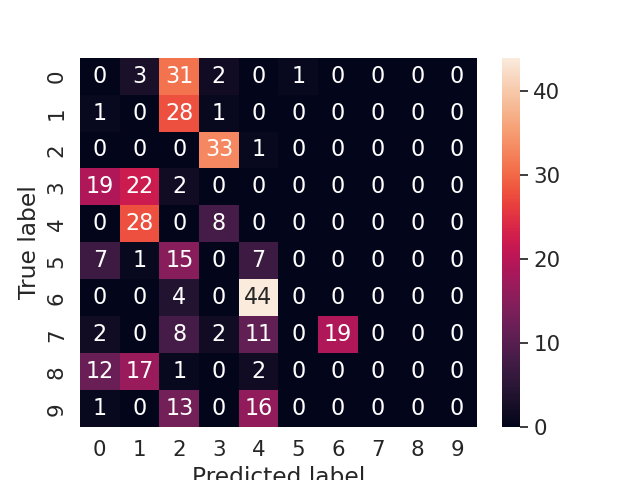 0 0 3 31 2 0 1 0 0 0 0
1 1 0 28 1 0 0 0 0 0 0
2 0 0 0 33 1 0 0 0 0 0
3 19 22 2 0 0 0 0 0 0 0
4 0 28 0 8 0 0 0 0 0 0
5 7 1 15 0 7 0 0 0 0 0
6 0 0 4 0 44 0 0 0 0 0
7 2 0 8 2 11 0 19 0 0 0
8 12 17 1 0 2 0 0 0 0 0
9 1 0 13 0 16 0 0 0 0 0
0 1 2 3 4 5 6 7 8 9
Predicted label
True label
40
30
20
10
0